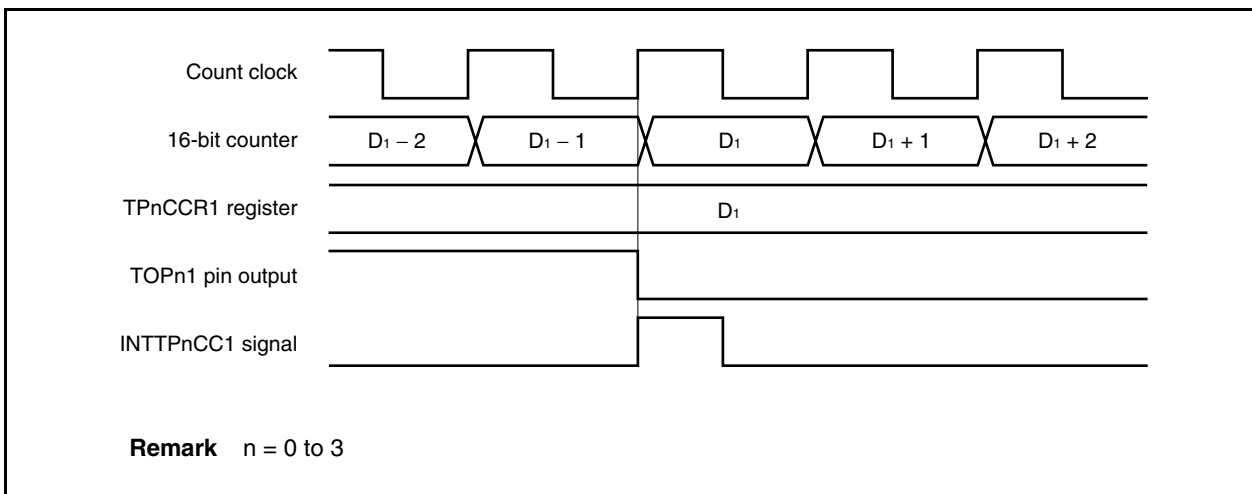 Count clock
16-bit counter D₁ − 2 D₁ − 1 D₁ D₁ + 1 D₁ + 2
TPnCCR1 register D₁
TOPn1 pin output
INTTPnCC1 signal
Remark n = 0 to 3